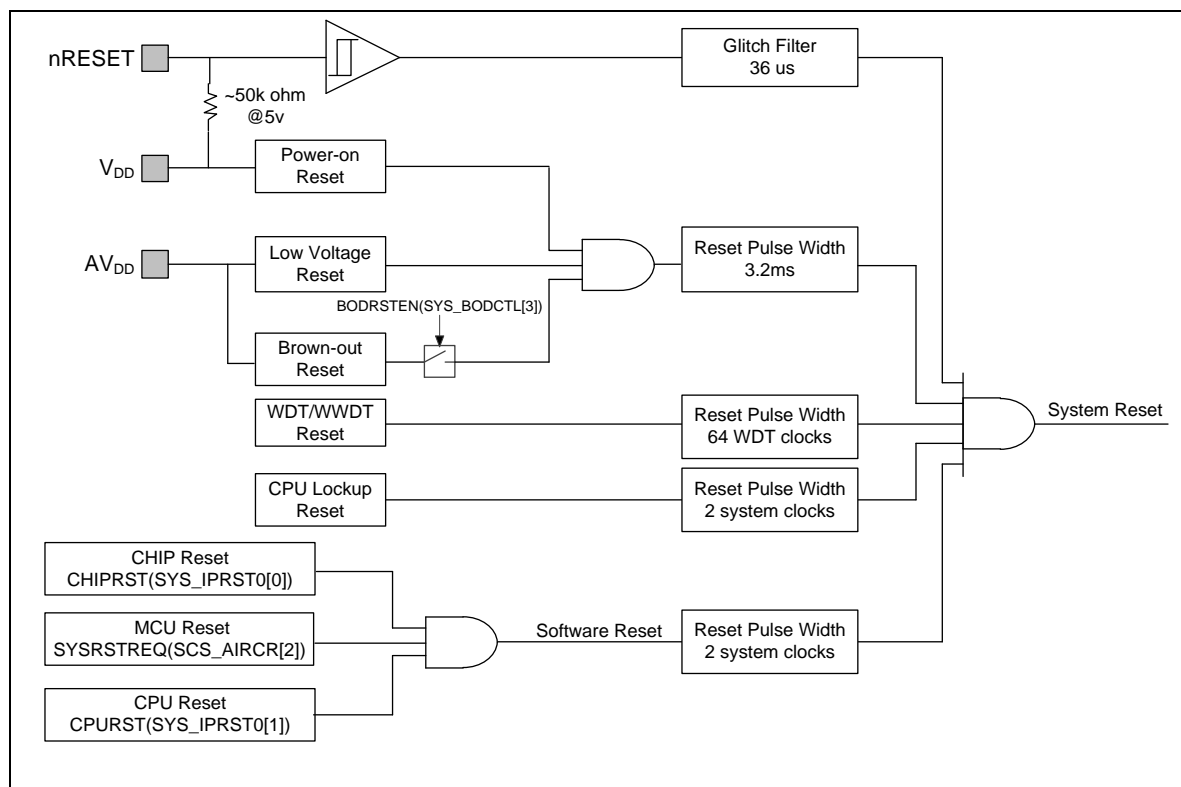 nRESET
Glitch Filter
36 us
~50k ohm
@5v
VDD
Power-on
Reset
AVDD
Low Voltage
Reset
Reset Pulse Width
3.2ms
BODRSTEN(SYS_BODCTL[3])
Brown-out
Reset
WDT/WWDT
Reset
Reset Pulse Width
64 WDT clocks
System Reset
CPU Lockup
Reset
Reset Pulse Width
2 system clocks
CHIP Reset
CHIPRST(SYS_IPRST0[0])
MCU Reset
SYSRSTREQ(SCS_AIRCR[2])
Software Reset
Reset Pulse Width
2 system clocks
CPU Reset
CPURST(SYS_IPRST0[1])